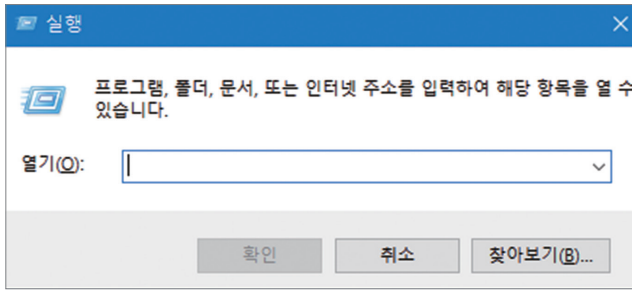 실행
프로그램, 폴더, 문서, 또는 인터넷 주소를 입력하여 해당 항목을 열 수
있습니다.
열기(O):
확인 취소 찾아보기(B)...